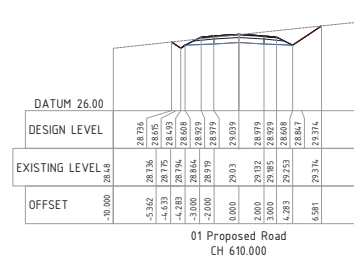 DATUM 26.00
DESIGN LEVEL 28.736 28.615 28.493 28.608 28.929 28.979 29.039 28.979 28.929 28.608 28.847 29.374
EXISTING LEVEL 28.48 28.736 28.775 28.794 28.864 28.919 29.03 29.132 29.185 29.253 29.374
OFFSET -10.000 -5.362 -4.633 -4.283 -3.000 -2.000 0.000 2.000 3.000 4.283 6.581
01 Proposed Road
CH 610.000